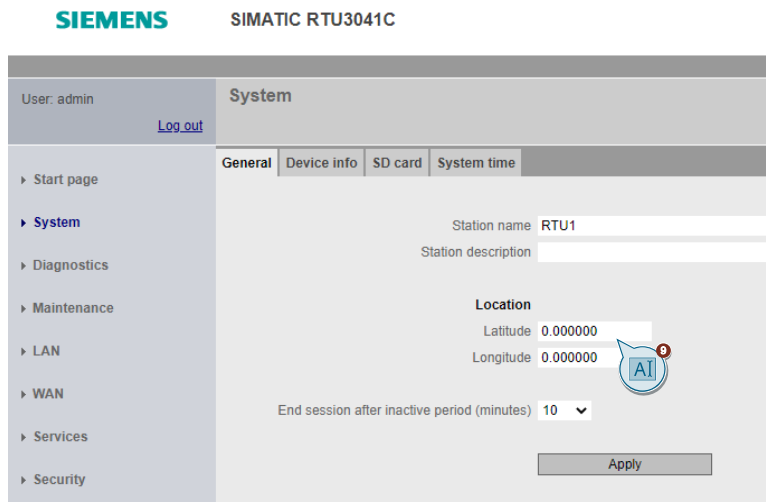 SIEMENS SIMATIC RTU3041C
User: admin
Log out
System
General Device info SD card System time
Start page
System
Diagnostics
Maintenance
LAN
WAN
Services
Security
Station name RTU1
Station description
Location
Latitude 0.000000
Longitude 0.000000
9
AI
End session after inactive period (minutes) 10
Apply